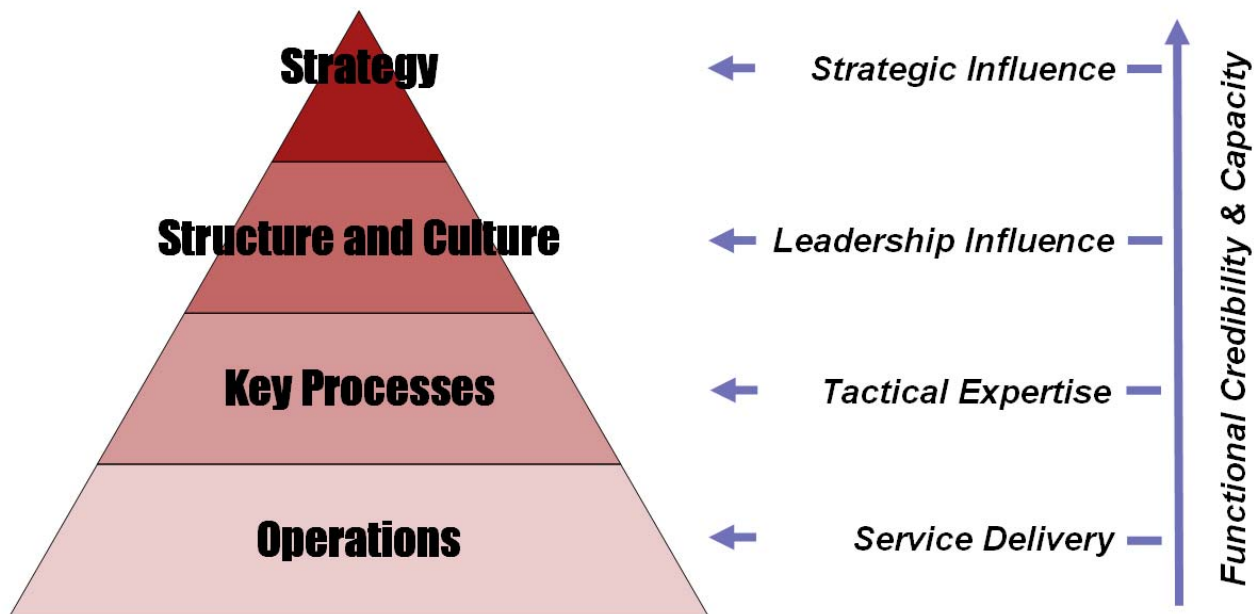 Strategy
Strategic Influence
Structure and Culture
Leadership Influence
Key Processes
Tactical Expertise
Operations
Service Delivery
Functional Credibility & Capacity